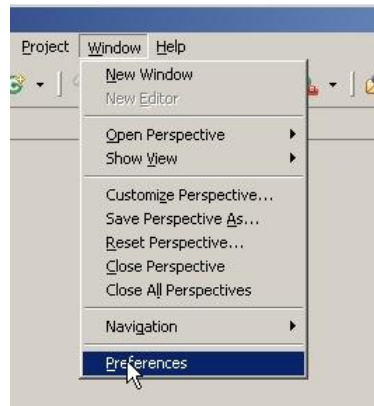 Project Window Help
New Window
New Editor
Open Perspective
Show View
Customize Perspective...
Save Perspective As...
Reset Perspective...
Close Perspective
Close All Perspectives
Navigation
Preferences